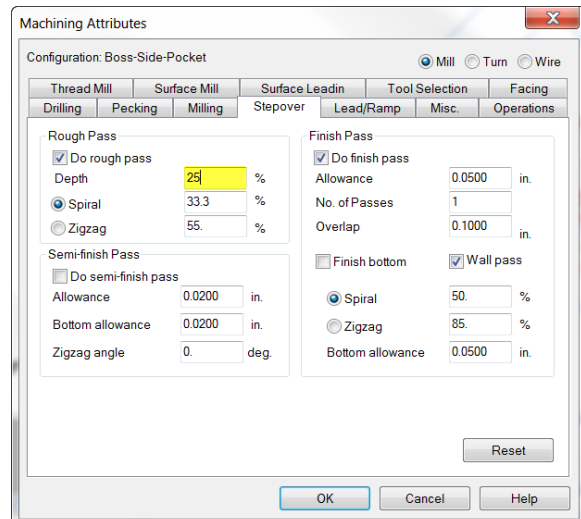 Machining Attributes
Configuration: Boss-Side-Pocket
Mill Turn Wire
Thread Mill Surface Mill Surface Leadin Tool Selection Facing
Drilling Pecking Milling Stepover Lead/Ramp Misc. Operations
Rough Pass
Do rough pass
Depth 25 %
Spiral 33.3 %
Zigzag 55. %
Semi-finish Pass
Do semi-finish pass
Allowance 0.0200 in.
Bottom allowance 0.0200 in.
Zigzag angle 0. deg.
Finish Pass
Do finish pass
Allowance 0.0500 in.
No. of Passes 1
Overlap 0.1000 in.
Finish bottom Wall pass
Spiral 50. %
Zigzag 85. %
Bottom allowance 0.0500 in.
Reset
OK Cancel Help